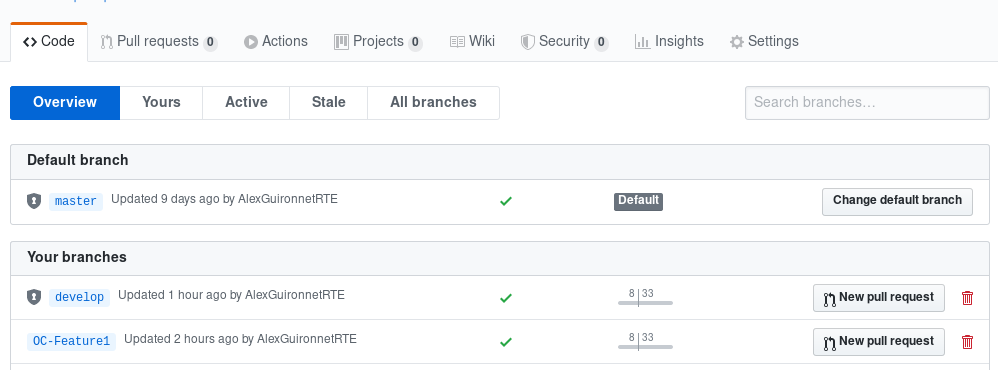 Code Pull requests 0 Actions Projects 0 Wiki Security 0 Insights Settings
Overview Yours Active Stale All branches Search branches...
Default branch
master Updated 9 days ago by AlexGuironnetRTE Default Change default branch
Your branches
develop Updated 1 hour ago by AlexGuironnetRTE 8 33 New pull request
OC-Feature1 Updated 2 hours ago by AlexGuironnetRTE 8 33 New pull request